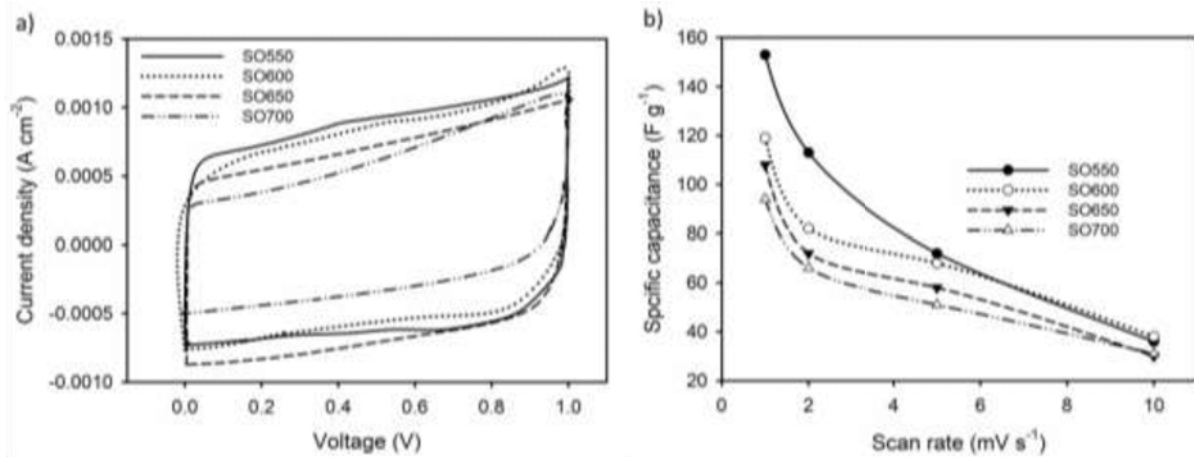 a)
0.0015
0.0010
0.0005
0.0000
-0.0005
-0.0010
Current density (A cm⁻²)
SO550
SO600
SO650
SO700
0.0 0.2 0.4 0.6 0.8 1.0
Voltage (V)
b)
160
140
120
100
80
60
40
20
Spcific capacitance (F g⁻¹)
SO550
SO600
SO650
SO700
0 2 4 6 8 10
Scan rate (mV s⁻¹)